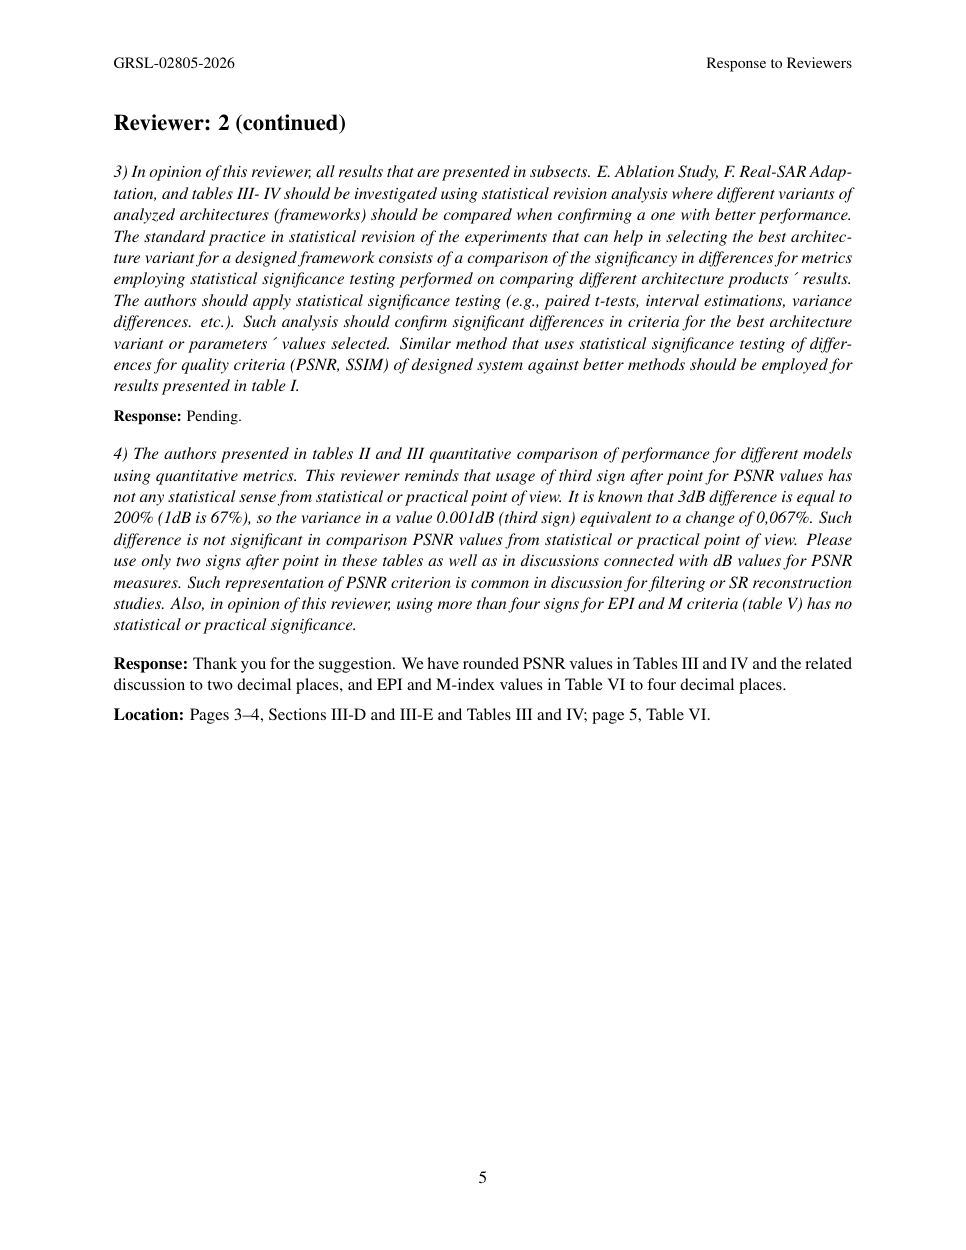 GRSL-02805-2026 Response to Reviewers
Reviewer: 2 (continued)
3) In opinion of this reviewer, all results that are presented in subsects. E. Ablation Study, F. Real-SAR Adap-
tation, and tables III- IV should be investigated using statistical revision analysis where different variants of
analyzed architectures (frameworks) should be compared when confirming a one with better performance.
The standard practice in statistical revision of the experiments that can help in selecting the best architec-
ture variant for a designed framework consists of a comparison of the significancy in differences for metrics
employing statistical significance testing performed on comparing different architecture products ´ results.
The authors should apply statistical significance testing (e.g., paired t-tests, interval estimations, variance
differences. etc.). Such analysis should confirm significant differences in criteria for the best architecture
variant or parameters ´ values selected. Similar method that uses statistical significance testing of differ-
ences for quality criteria (PSNR, SSIM) of designed system against better methods should be employed for
results presented in table I.
Response: Pending.
4) The authors presented in tables II and III quantitative comparison of performance for different models
using quantitative metrics. This reviewer reminds that usage of third sign after point for PSNR values has
not any statistical sense from statistical or practical point of view. It is known that 3dB difference is equal to
200% (1dB is 67%), so the variance in a value 0.001dB (third sign) equivalent to a change of 0,067%. Such
difference is not significant in comparison PSNR values from statistical or practical point of view. Please
use only two signs after point in these tables as well as in discussions connected with dB values for PSNR
measures. Such representation of PSNR criterion is common in discussion for filtering or SR reconstruction
studies. Also, in opinion of this reviewer, using more than four signs for EPI and M criteria (table V) has no
statistical or practical significance.
Response: Thank you for the suggestion. We have rounded PSNR values in Tables III and IV and the related
discussion to two decimal places, and EPI and M-index values in Table VI to four decimal places.
Location: Pages 3–4, Sections III-D and III-E and Tables III and IV; page 5, Table VI.
5